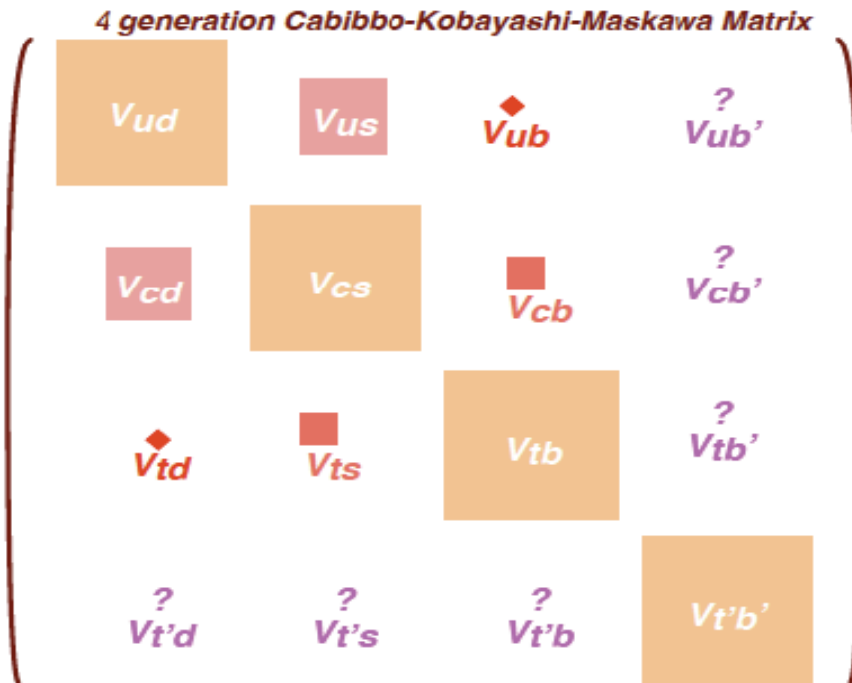 4 generation Cabibbo-Kobayashi-Maskawa Matrix
Vud Vus Vub ? Vub'
Vcd Vcs Vcb ? Vcb'
Vtd Vts Vtb ? Vtb'
? ? ?
Vt'd Vt's Vt'b Vt'b'